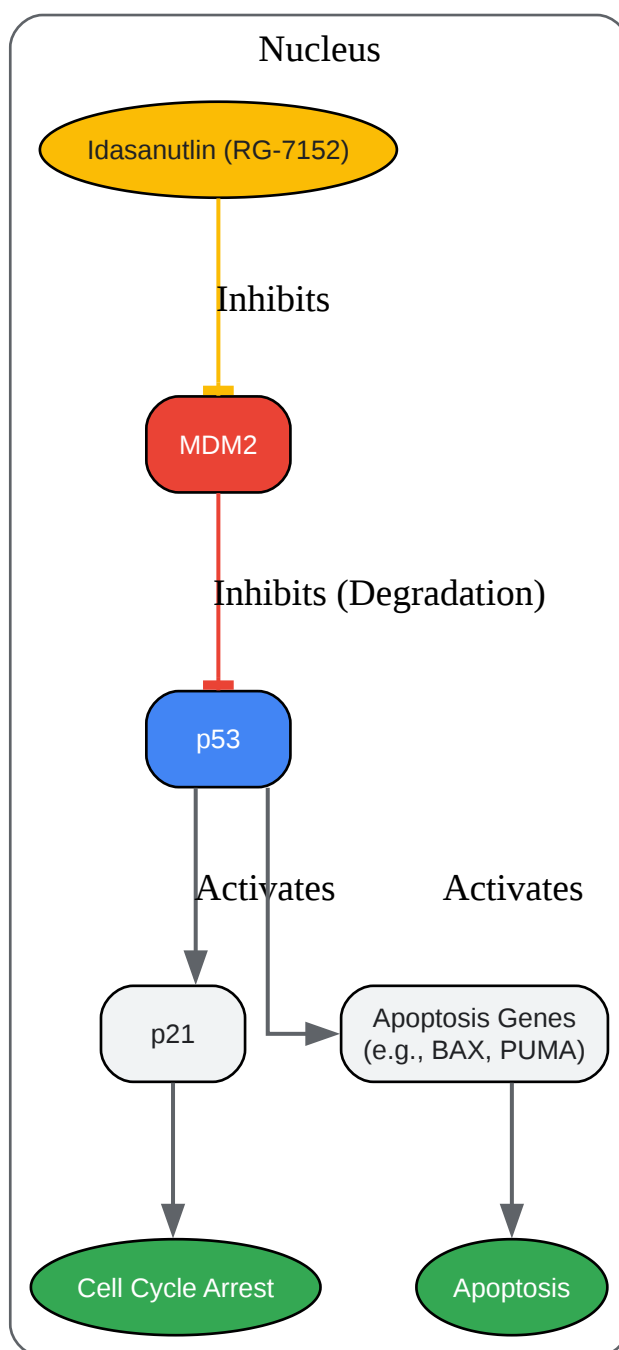 Nucleus
Idasanutlin (RG-7152)
Inhibits
MDM2
Inhibits (Degradation)
p53
Activates
Activates
p21
Apoptosis Genes
(e.g., BAX, PUMA)
Cell Cycle Arrest
Apoptosis